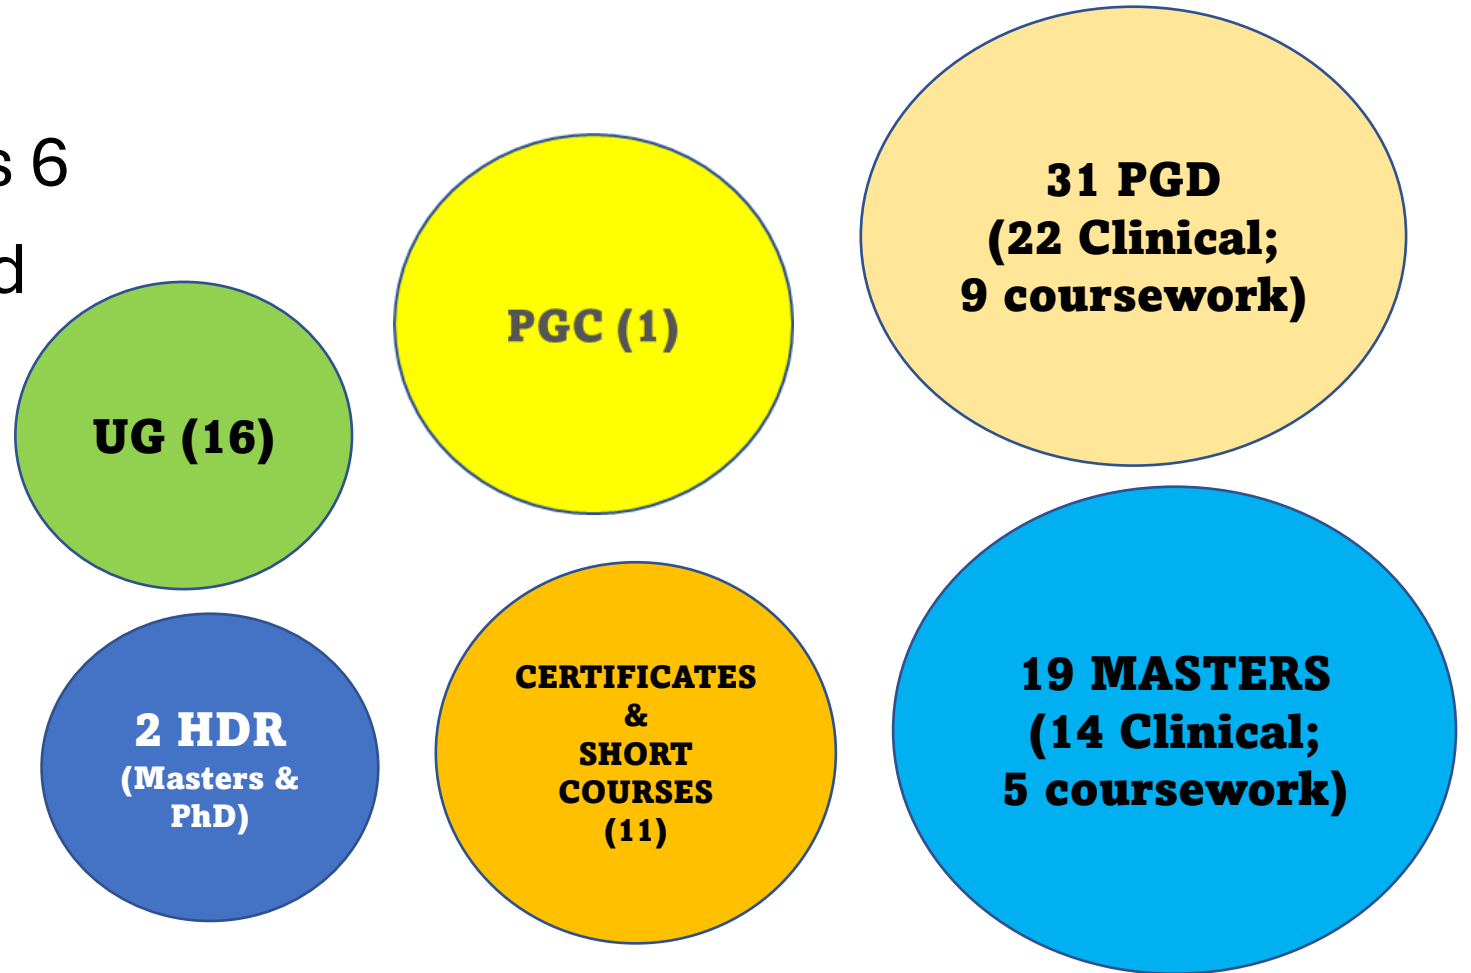 s 6
d
UG (16)
PGC (1)
31 PGD
(22 Clinical;
9 coursework)
2 HDR
(Masters &
PhD)
CERTIFICATES
&
SHORT
COURSES
(11)
19 MASTERS
(14 Clinical;
5 coursework)